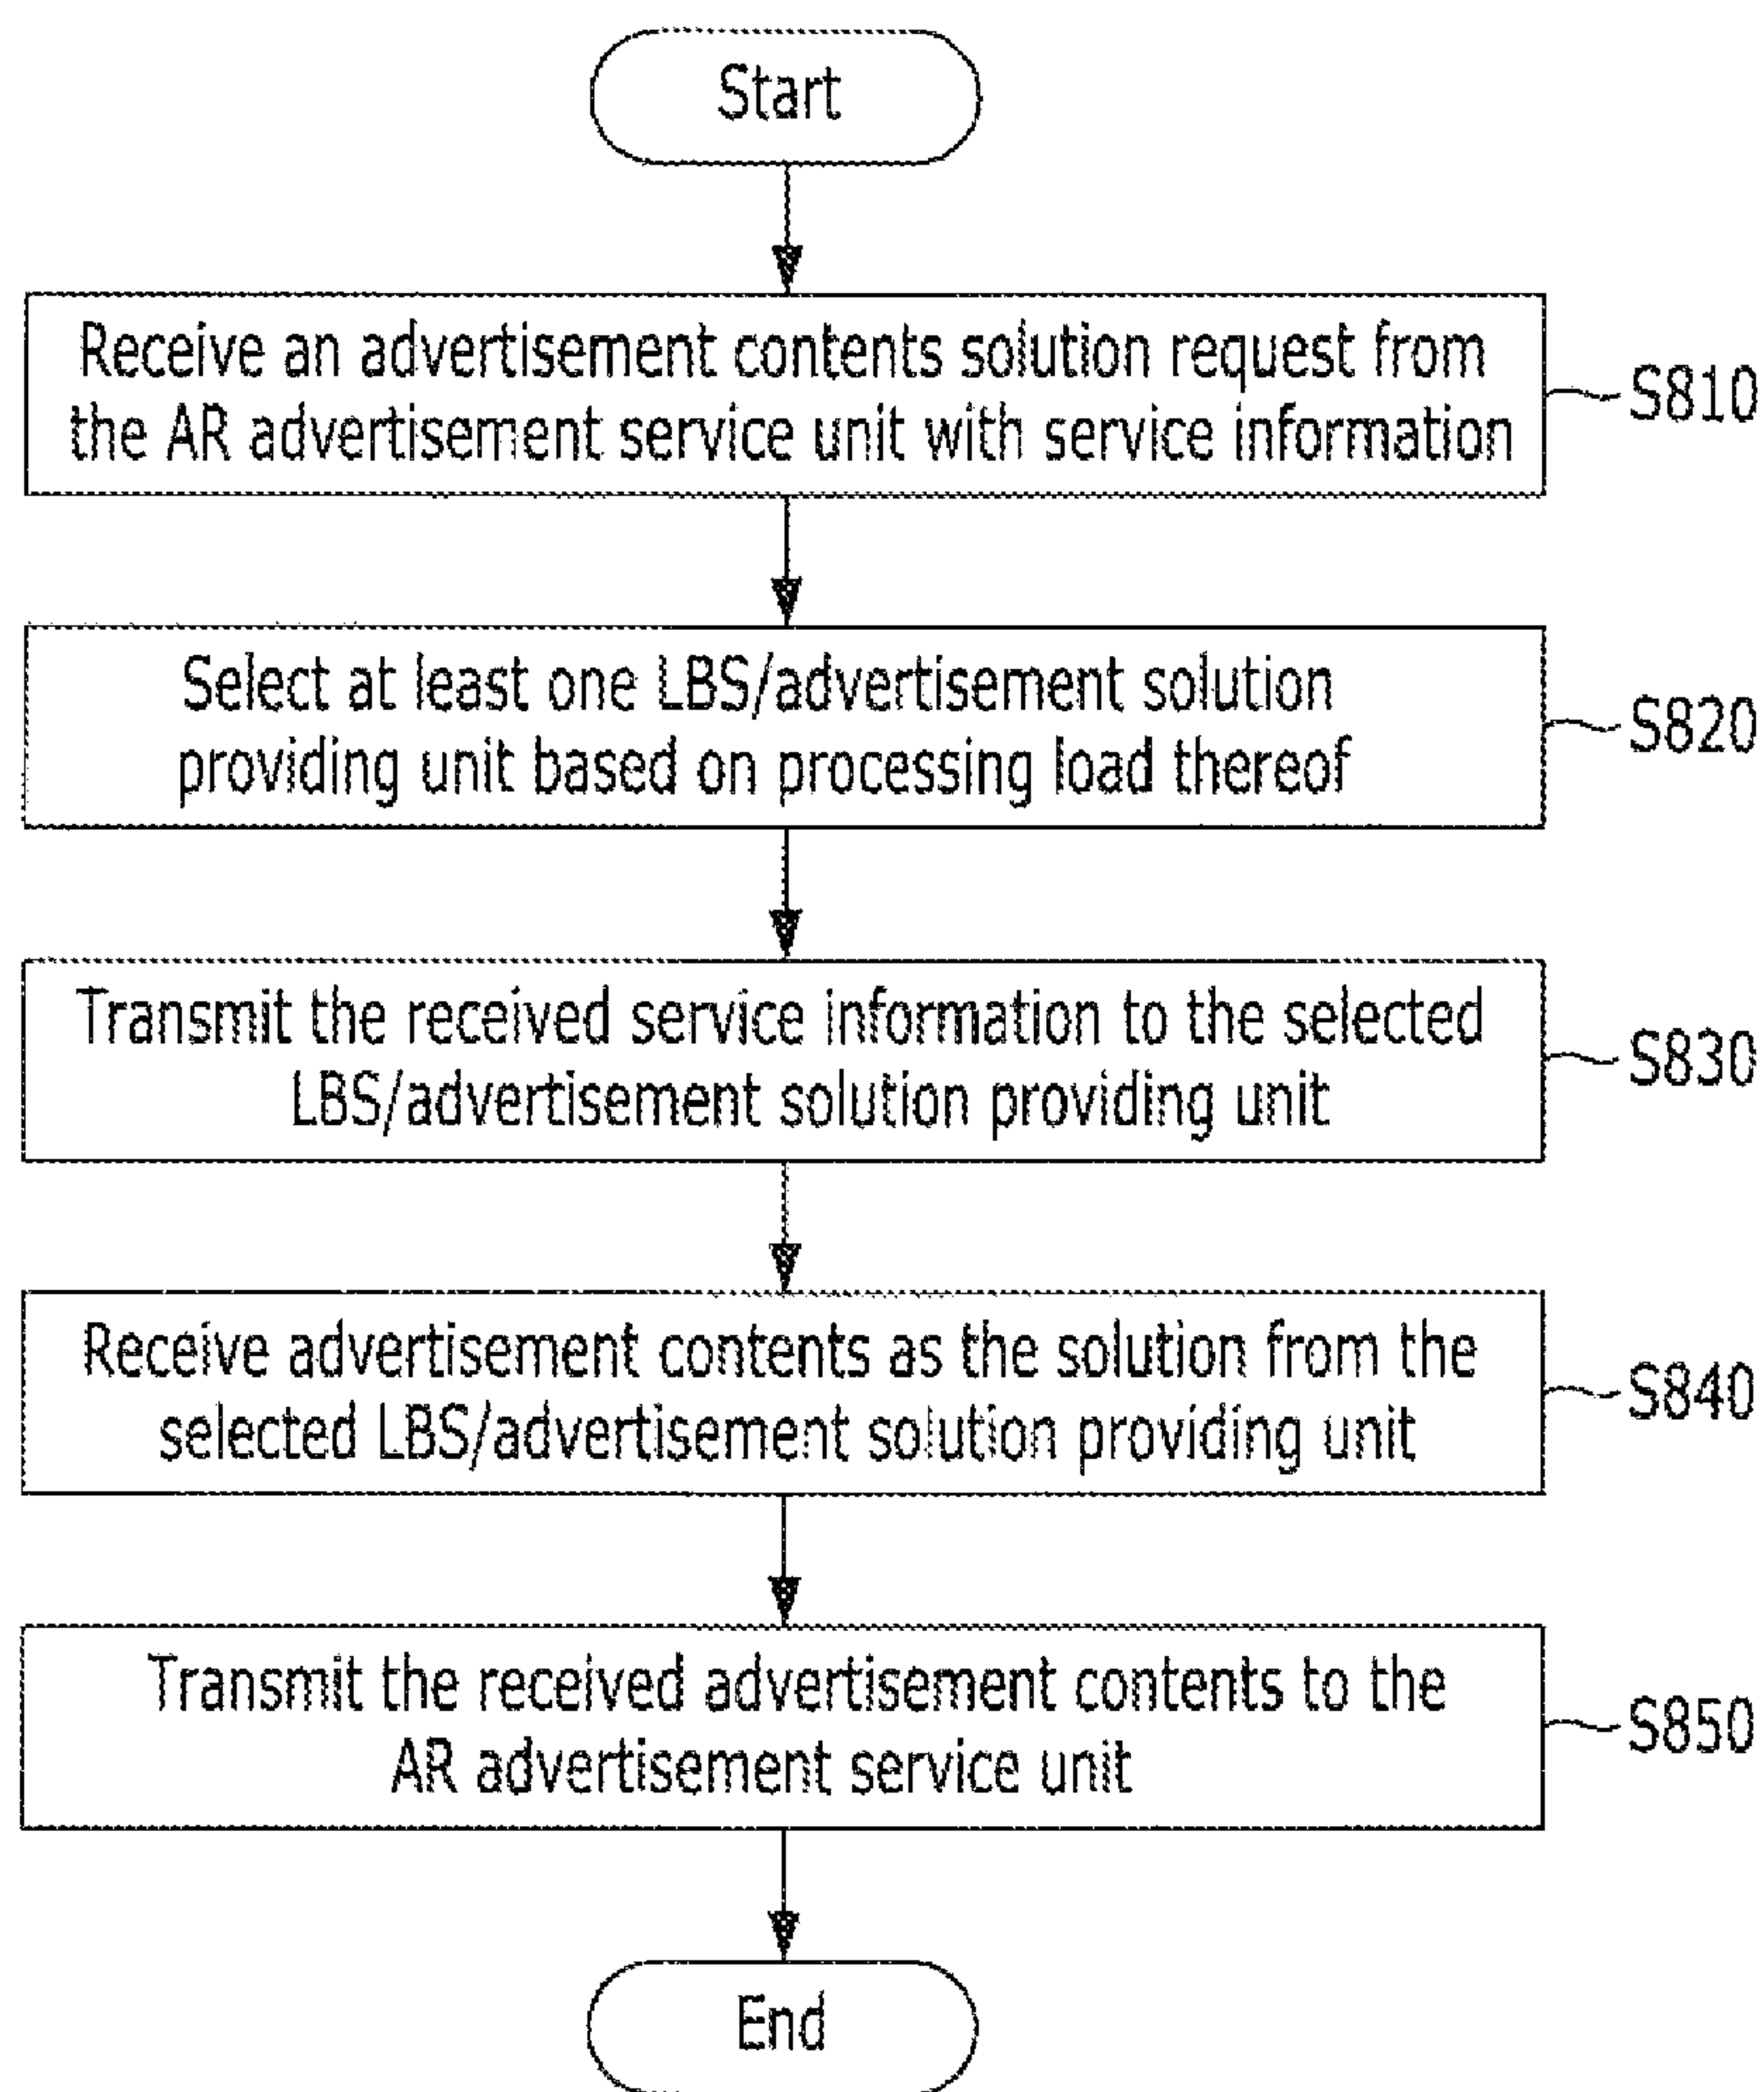 Start
Receive an advertisement contents solution request from
the AR advertisement service unit with service information
S810
Select at least one LBS/advertisement solution
providing unit based on processing load thereof
S820
Transmit the received service information to the selected
LBS/advertisement solution providing unit
S830
Receive advertisement contents as the solution from the
selected LBS/advertisement solution providing unit
S840
Transmit the received advertisement contents to the
AR advertisement service unit
S850
End